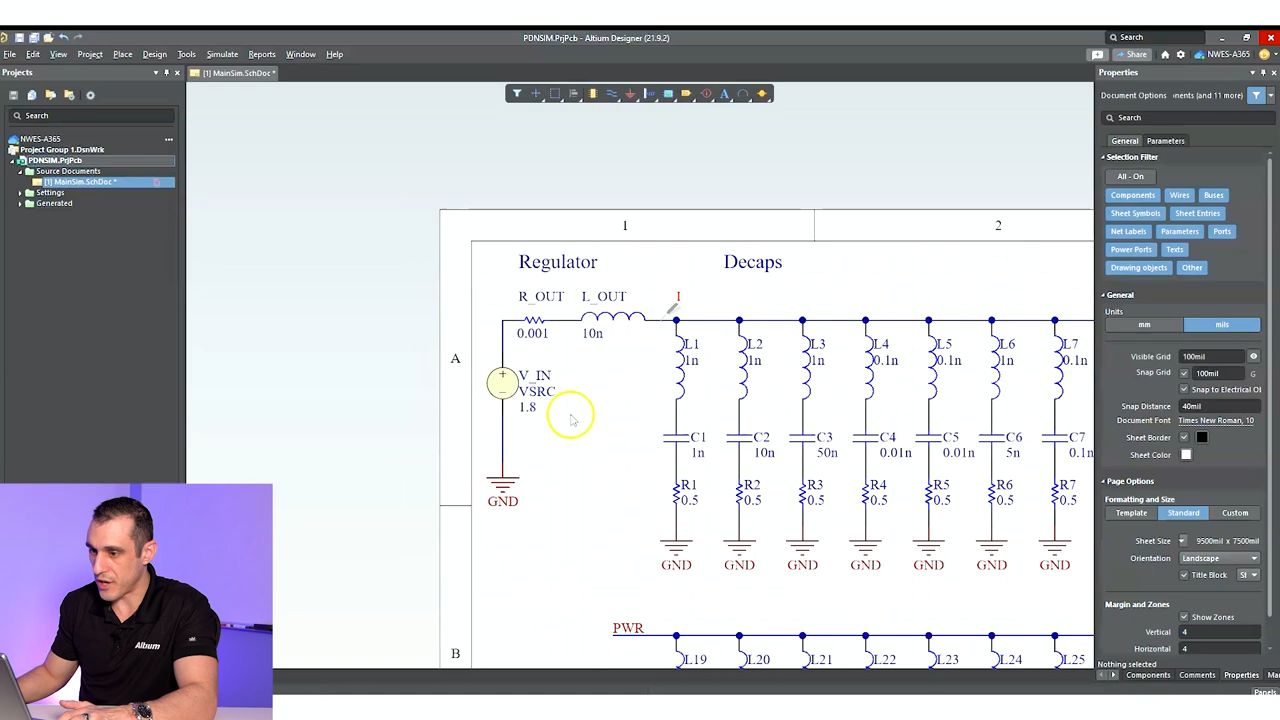 PDNSIM.PrjPcb - Altium Designer (21.9.2)
Search
File Edit View Project Place Design Tools Simulate Reports Window Help
Share
NWES-A365
Projects
[1] MainSim.SchDoc *
Properties
Document Options
onents (and 11 more)
Search
Search
NWES-A365
Project Group 1.DsnWrk
PDNSIM.PrjPcb
Source Documents
[1] MainSim.SchDoc *
Settings
Generated
General Parameters
Selection Filter
All - On
Components Wires Buses
Sheet Symbols Sheet Entries
Net Labels Parameters Ports
Power Ports Texts
Drawing objects Other
General
Units
mm mils
Visible Grid 100mil
Snap Grid 100mil G
Snap to Electrical Ol
Snap Distance 40mil
Document Font Times New Roman, 10
Sheet Border
Sheet Color
Page Options
Formatting and Size
Template Standard Custom
Sheet Size 9500mil x 7500mil
Orientation Landscape
Title Block St
Margin and Zones
Show Zones
Vertical 4
Horizontal 4
Nothing selected
Components Comments Properties Ma
Panels
1 2
A
B
Regulator Decaps
R_OUT L_OUT I
0.001 10n
V_IN
VSRC
1.8
GND
L1 L2 L3 L4 L5 L6 L7
1n 1n 1n 0.1n 0.1n 1n 0.1n
C1 C2 C3 C4 C5 C6 C7
1n 10n 50n 0.01n 0.01n 5n 0.1n
R1 R2 R3 R4 R5 R6 R7
0.5 0.5 0.5 0.5 0.5 0.5 0.5
GND GND GND GND GND GND GND
PWR
L19 L20 L21 L22 L23 L24 L25
Altium